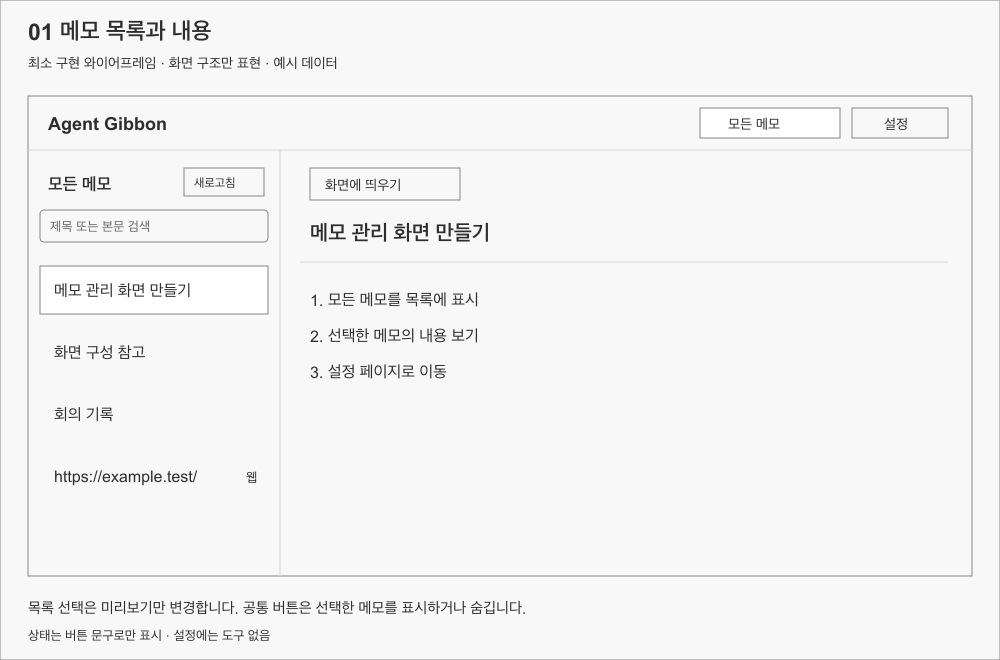 01 메모 목록과 내용
최소 구현 와이어프레임 · 화면 구조만 표현 · 예시 데이터
Agent Gibbon
모든 메모
설정
모든 메모
새로고침
제목 또는 본문 검색
메모 관리 화면 만들기
화면 구성 참고
회의 기록
https://example.test/ 웹
화면에 띄우기
메모 관리 화면 만들기
1. 모든 메모를 목록에 표시
2. 선택한 메모의 내용 보기
3. 설정 페이지로 이동
목록 선택은 미리보기만 변경합니다. 공통 버튼은 선택한 메모를 표시하거나 숨깁니다.
상태는 버튼 문구로만 표시 · 설정에는 도구 없음